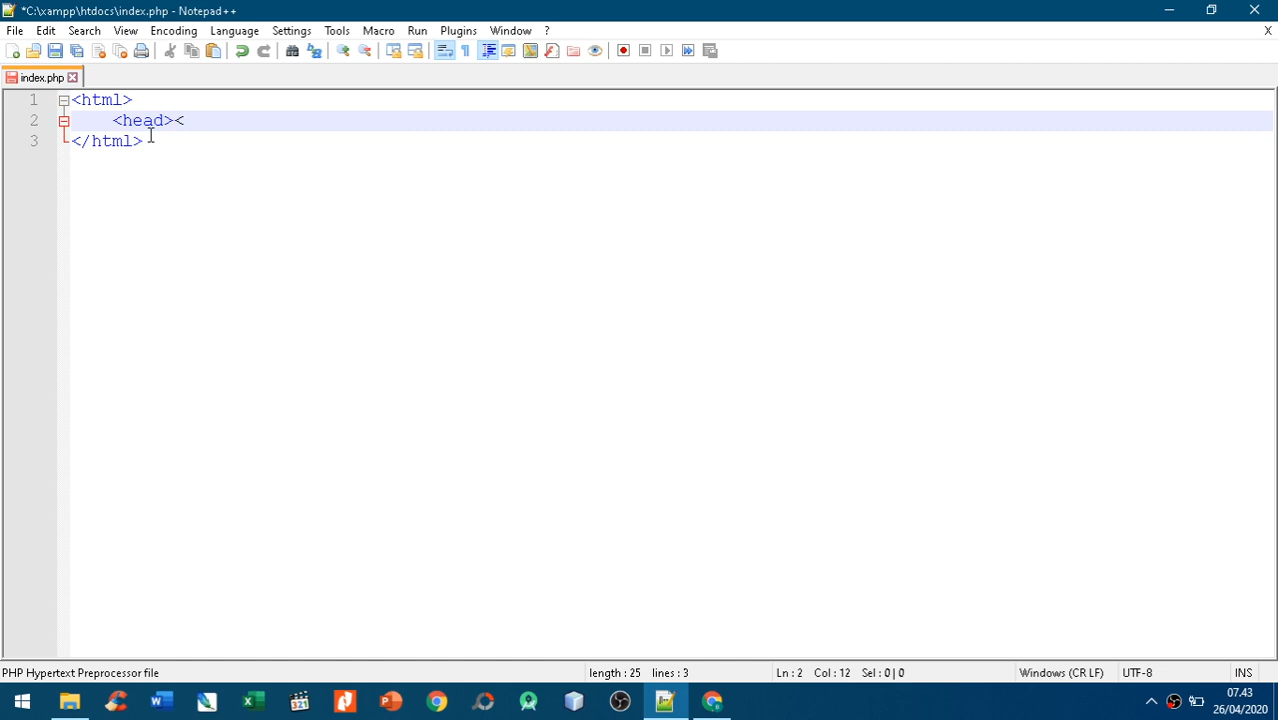 *C:\xampp\htdocs\index.php - Notepad++
File Edit Search View Encoding Language Settings Tools Macro Run Plugins Window ? X
index.php
1 <html>
2 <head><
3 </html>
PHP Hypertext Preprocessor file length : 25 lines : 3 Ln : 2 Col : 12 Sel : 0 | 0 Windows (CR LF) UTF-8 INS
07.43
26/04/2020